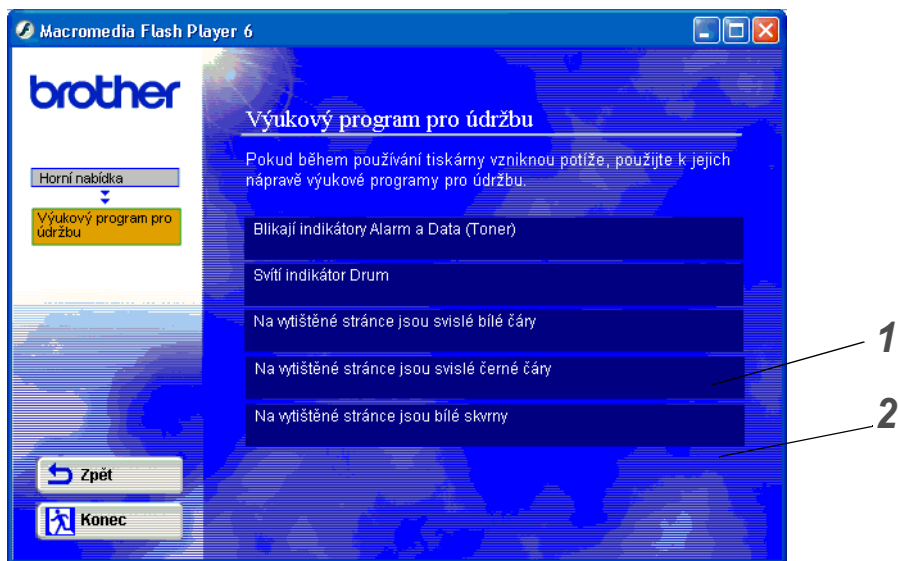 Macromedia Flash Player 6
brother
Horní nabídka
Výukový program pro
údržbu
Výukový program pro údržbu
Pokud během používání tiskárny vzniknou potíže, použijte k jejich
nápravě výukové programy pro údržbu.
Blikají indikátory Alarm a Data (Toner)
Svítí indikátor Drum
Na vytištěné stránce jsou svislé bílé čáry
Na vytištěné stránce jsou svislé černé čáry
Na vytištěné stránce jsou bílé skvrny
Zpět
Konec
1
2